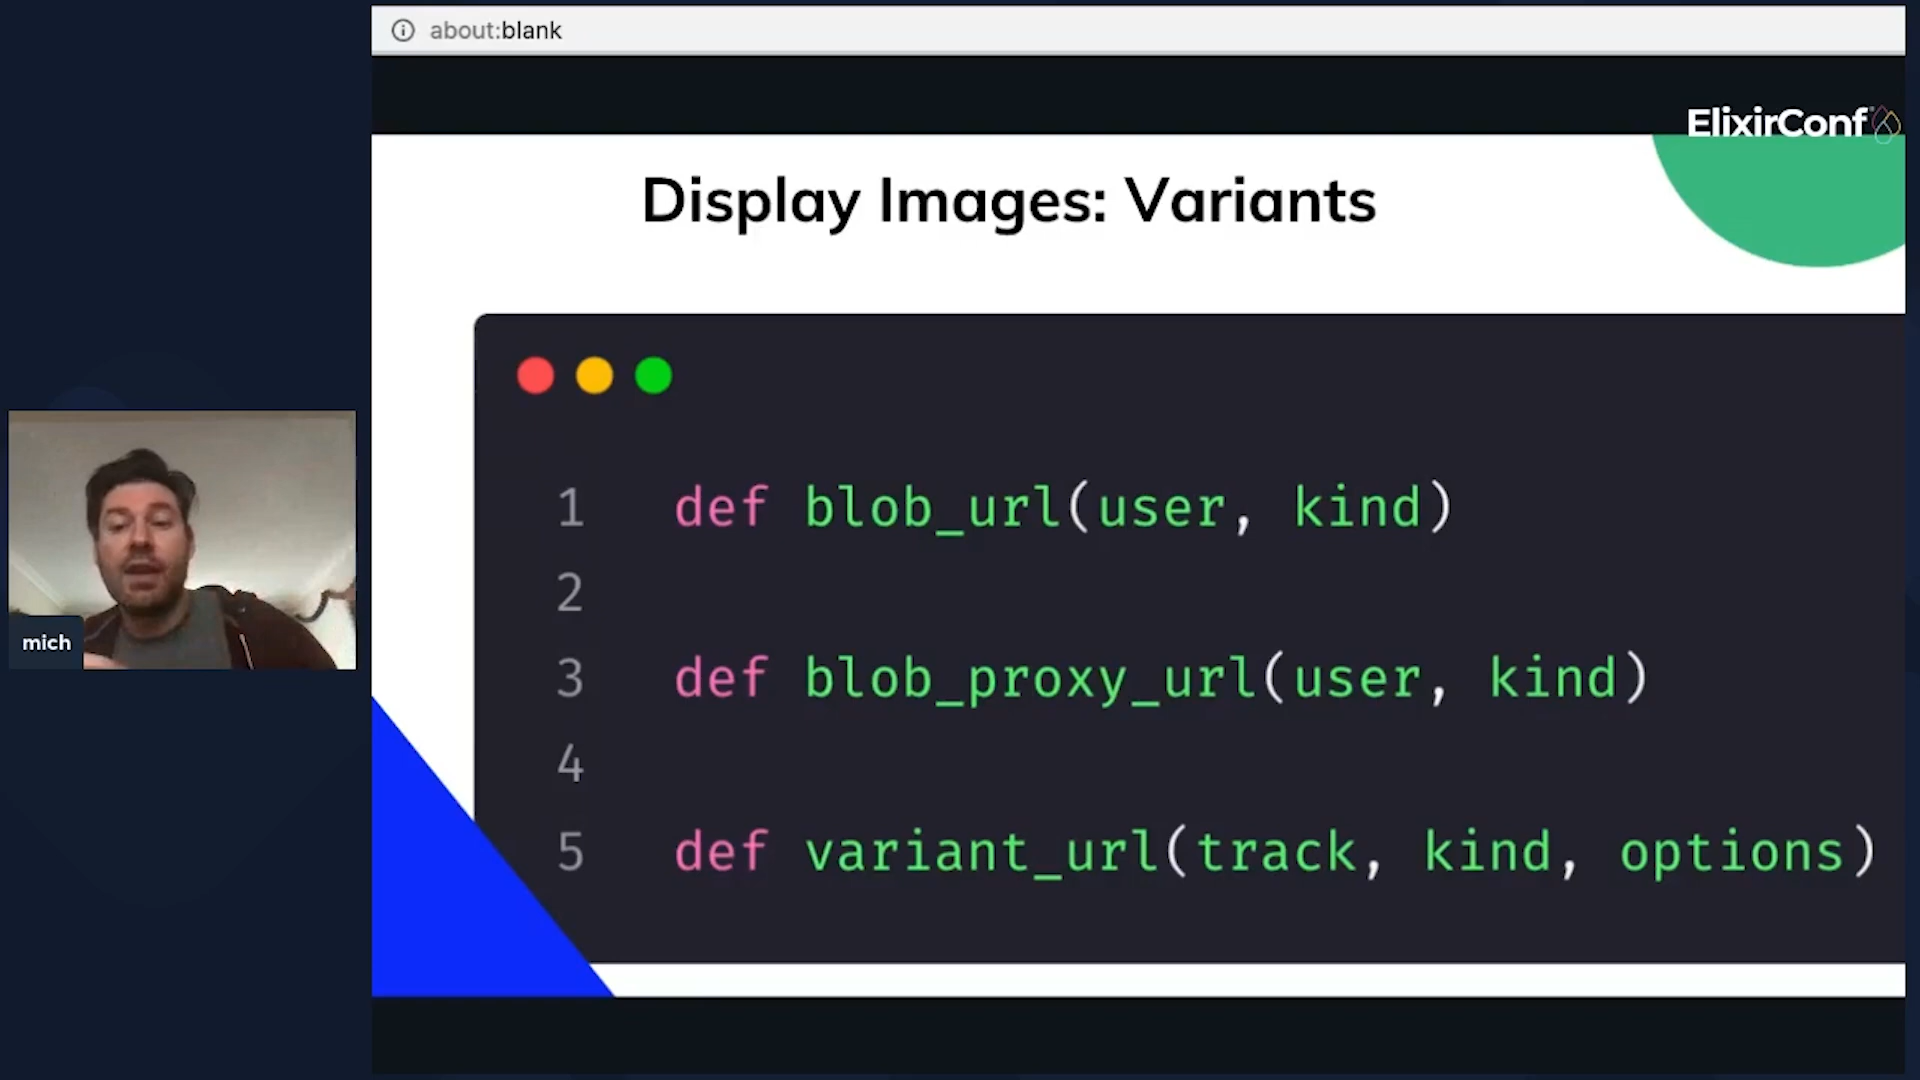 about:blank
ElixirConf
Display Images: Variants
1 def blob_url(user, kind)
2
3 def blob_proxy_url(user, kind)
4
5 def variant_url(track, kind, options)
mich